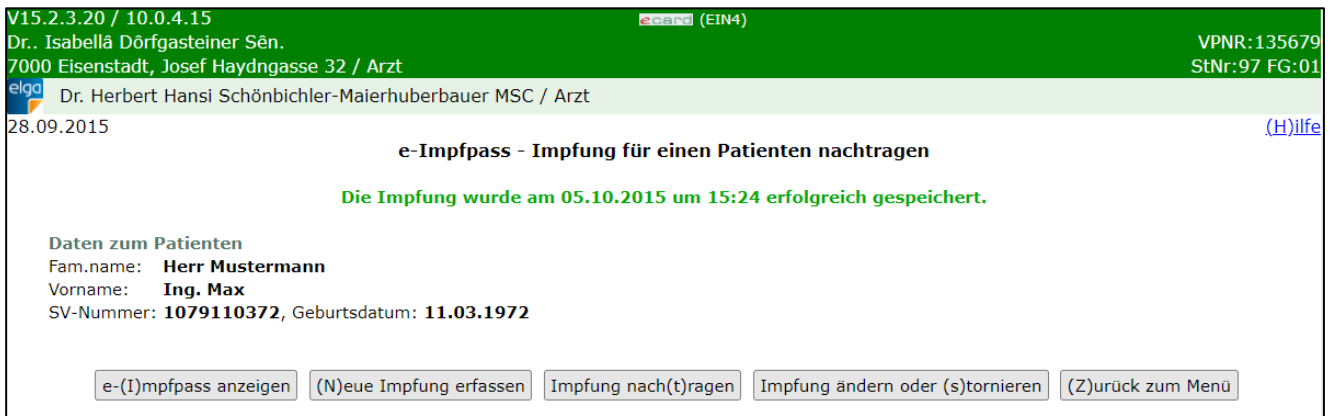 V15.2.3.20 / 10.0.4.15 ecard (EIN4)
Dr.. Isabellâ Dôrfgasteiner Sên. VPNR:135679
7000 Eisenstadt, Josef Haydngasse 32 / Arzt StNr:97 FG:01
elga Dr. Herbert Hansi Schönbichler-Maierhuberbauer MSC / Arzt
28.09.2015 (H)ilfe
e-Impfpass - Impfung für einen Patienten nachtragen
Die Impfung wurde am 05.10.2015 um 15:24 erfolgreich gespeichert.
Daten zum Patienten
Fam.name: Herr Mustermann
Vorname: Ing. Max
SV-Nummer: 1079110372, Geburtsdatum: 11.03.1972
e-(I)mpfpass anzeigen (N)eue Impfung erfassen Impfung nach(t)ragen Impfung ändern oder (s)tornieren (Z)urück zum Menü